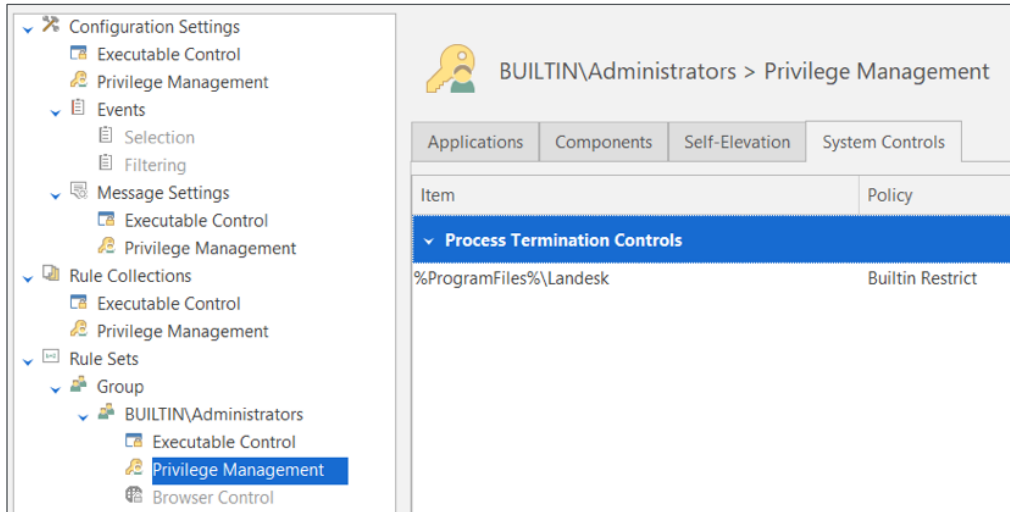 Configuration Settings
Executable Control
Privilege Management
Events
Selection
Filtering
Message Settings
Executable Control
Privilege Management
Rule Collections
Executable Control
Privilege Management
Rule Sets
Group
BUILTIN\Administrators
Executable Control
Privilege Management
Browser Control
BUILTIN\Administrators > Privilege Management
Applications Components Self-Elevation System Controls
Item Policy
Process Termination Controls
%ProgramFiles%\Landesk Builtin Restrict